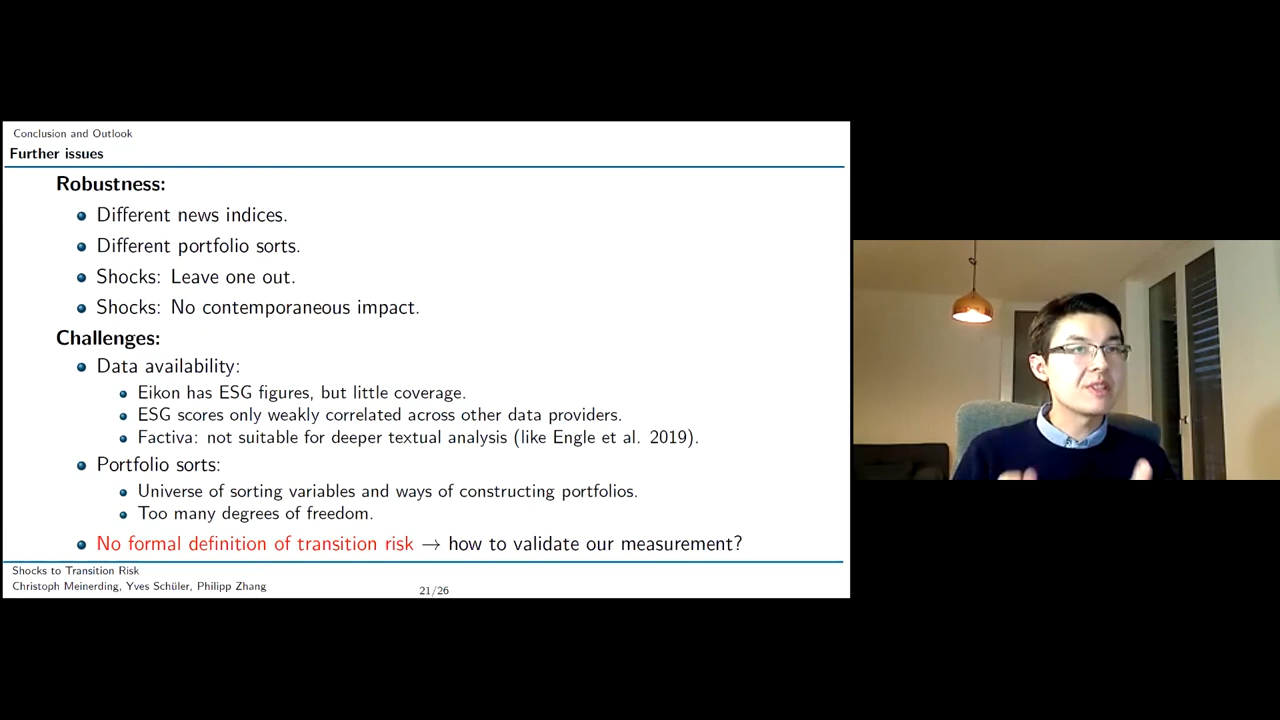 Conclusion and Outlook
Further issues
Robustness:
Different news indices.
Different portfolio sorts.
Shocks: Leave one out.
Shocks: No contemporaneous impact.
Challenges:
Data availability:
Eikon has ESG figures, but little coverage.
ESG scores only weakly correlated across other data providers.
Factiva: not suitable for deeper textual analysis (like Engle et al. 2019).
Portfolio sorts:
Universe of sorting variables and ways of constructing portfolios.
Too many degrees of freedom.
No formal definition of transition risk → how to validate our measurement?
Shocks to Transition Risk
Christoph Meinerding, Yves Schüler, Philipp Zhang
21/26